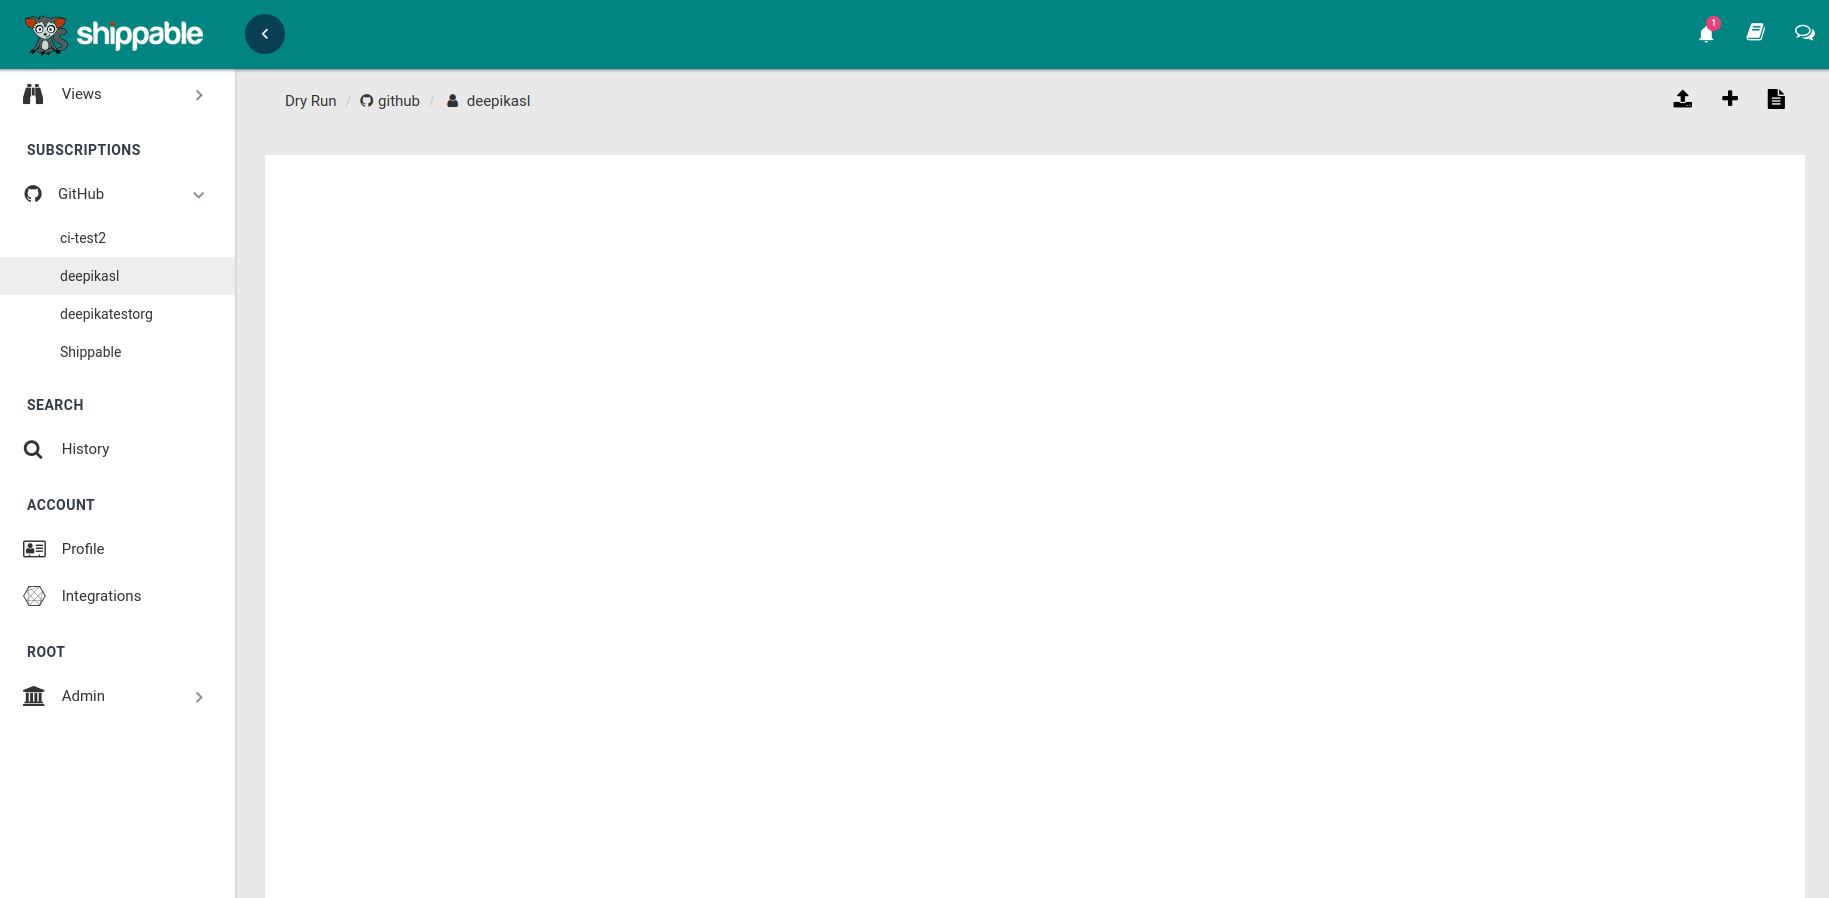 shippable
1
Views
Dry Run / github / deepikasl
SUBSCRIPTIONS
GitHub
ci-test2
deepikasl
deepikatestorg
Shippable
SEARCH
History
ACCOUNT
Profile
Integrations
ROOT
Admin